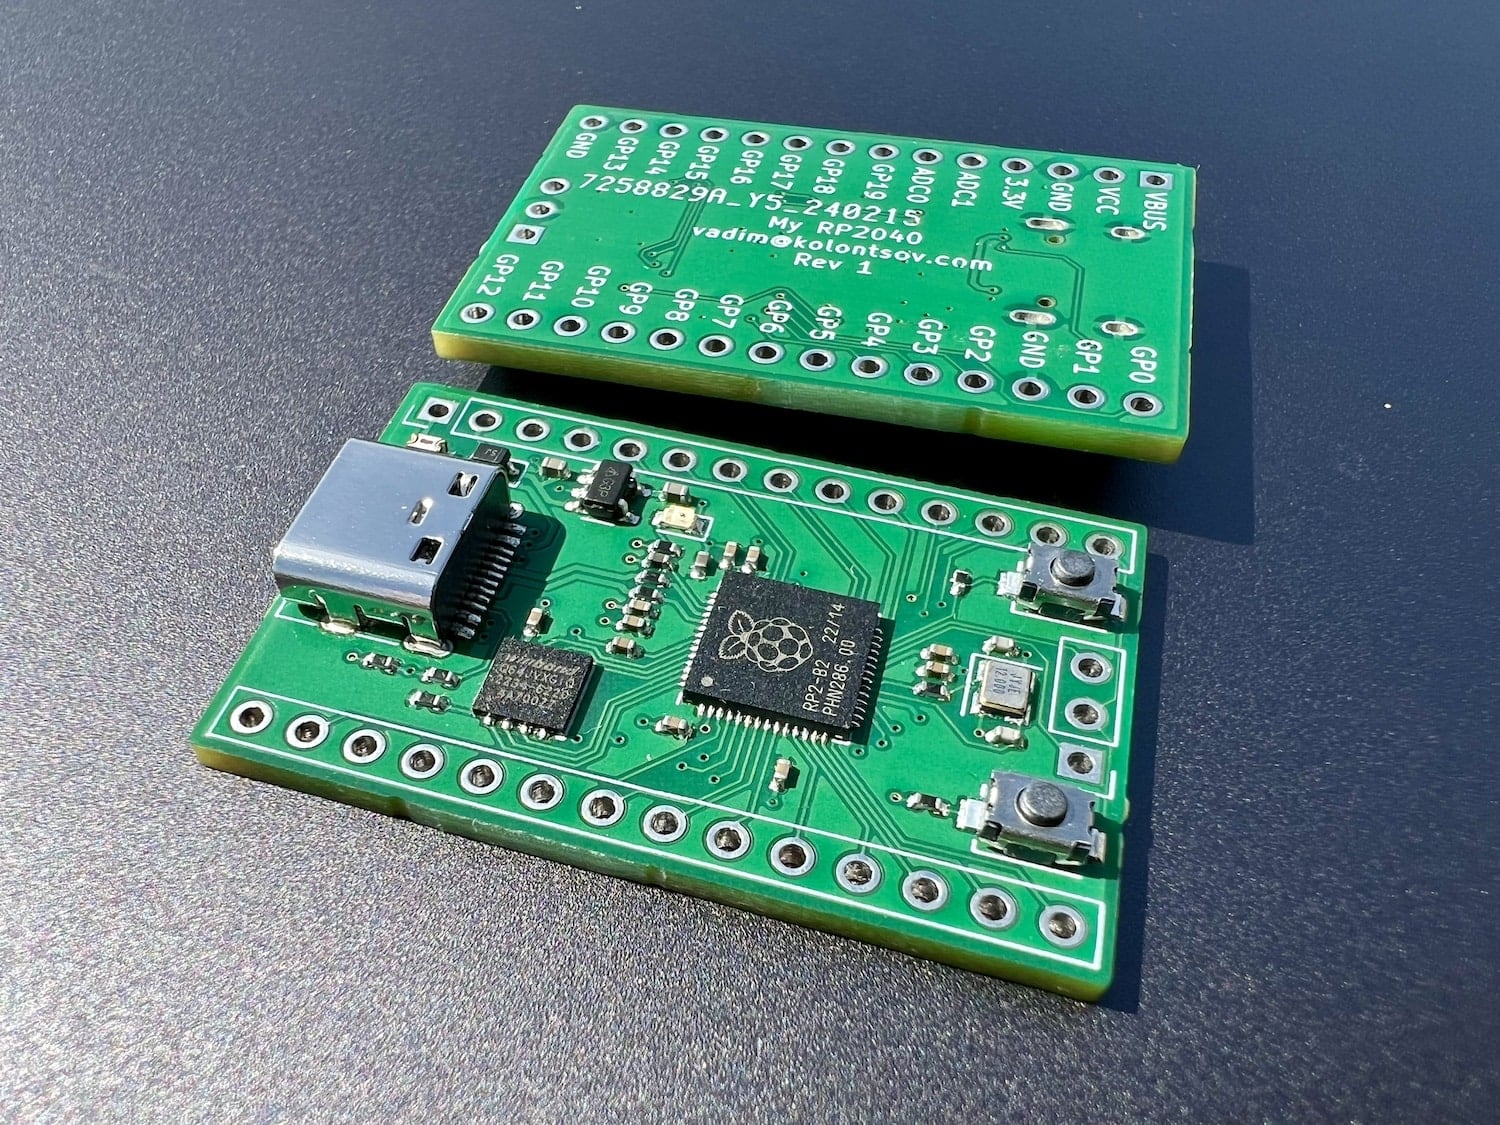 GND GP13 GP14 GP15 GP16 GP17 GP18 GP19 ADC0 ADC1 3.3V GND VCC VBUS
7258829A_Y5_240215
My RP2040
vadim@kolontsov.com
Rev 1
GP12 GP11 GP10 GP9 GP8 GP7 GP6 GP5 GP4 GP3 GP2 GND GP1 GP0
RP2-B2 22/14
PHN286.00